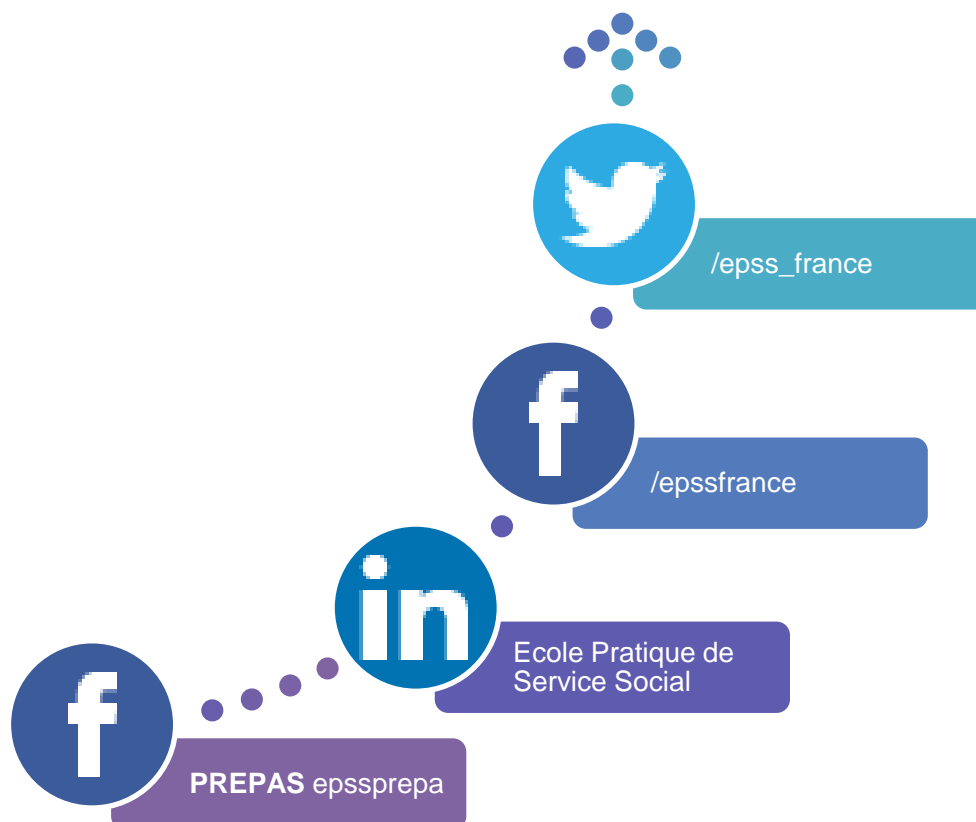 /epss_france
/epssfrance
Ecole Pratique de
Service Social
PREPAS epssprepa